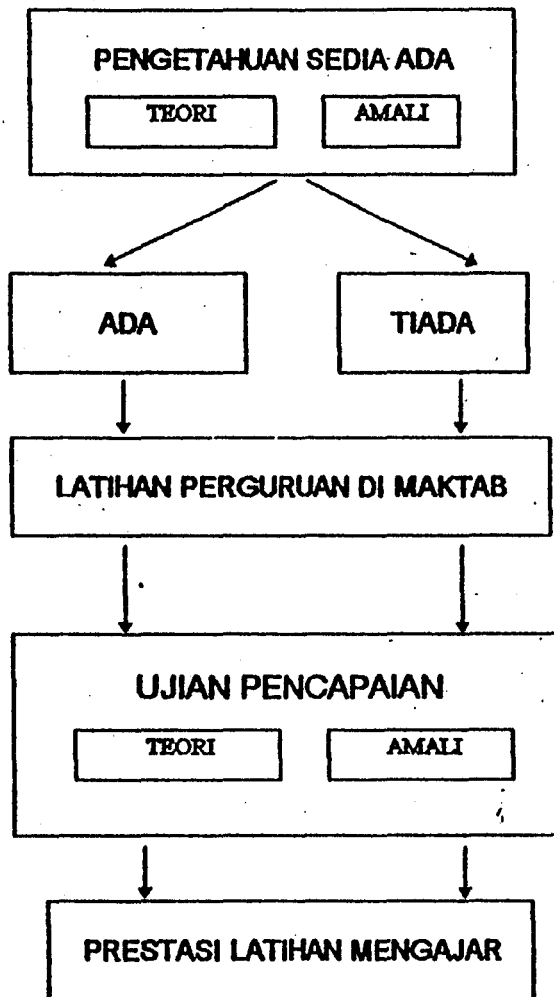 PENGETAHUAN SEDIA ADA
TEORI AMALI
ADA TIADA
LATIHAN PERGURUAN DI MAKTAB
UJIAN PENCAPAIAN
TEORI AMALI
PRESTASI LATIHAN MENGAJAR